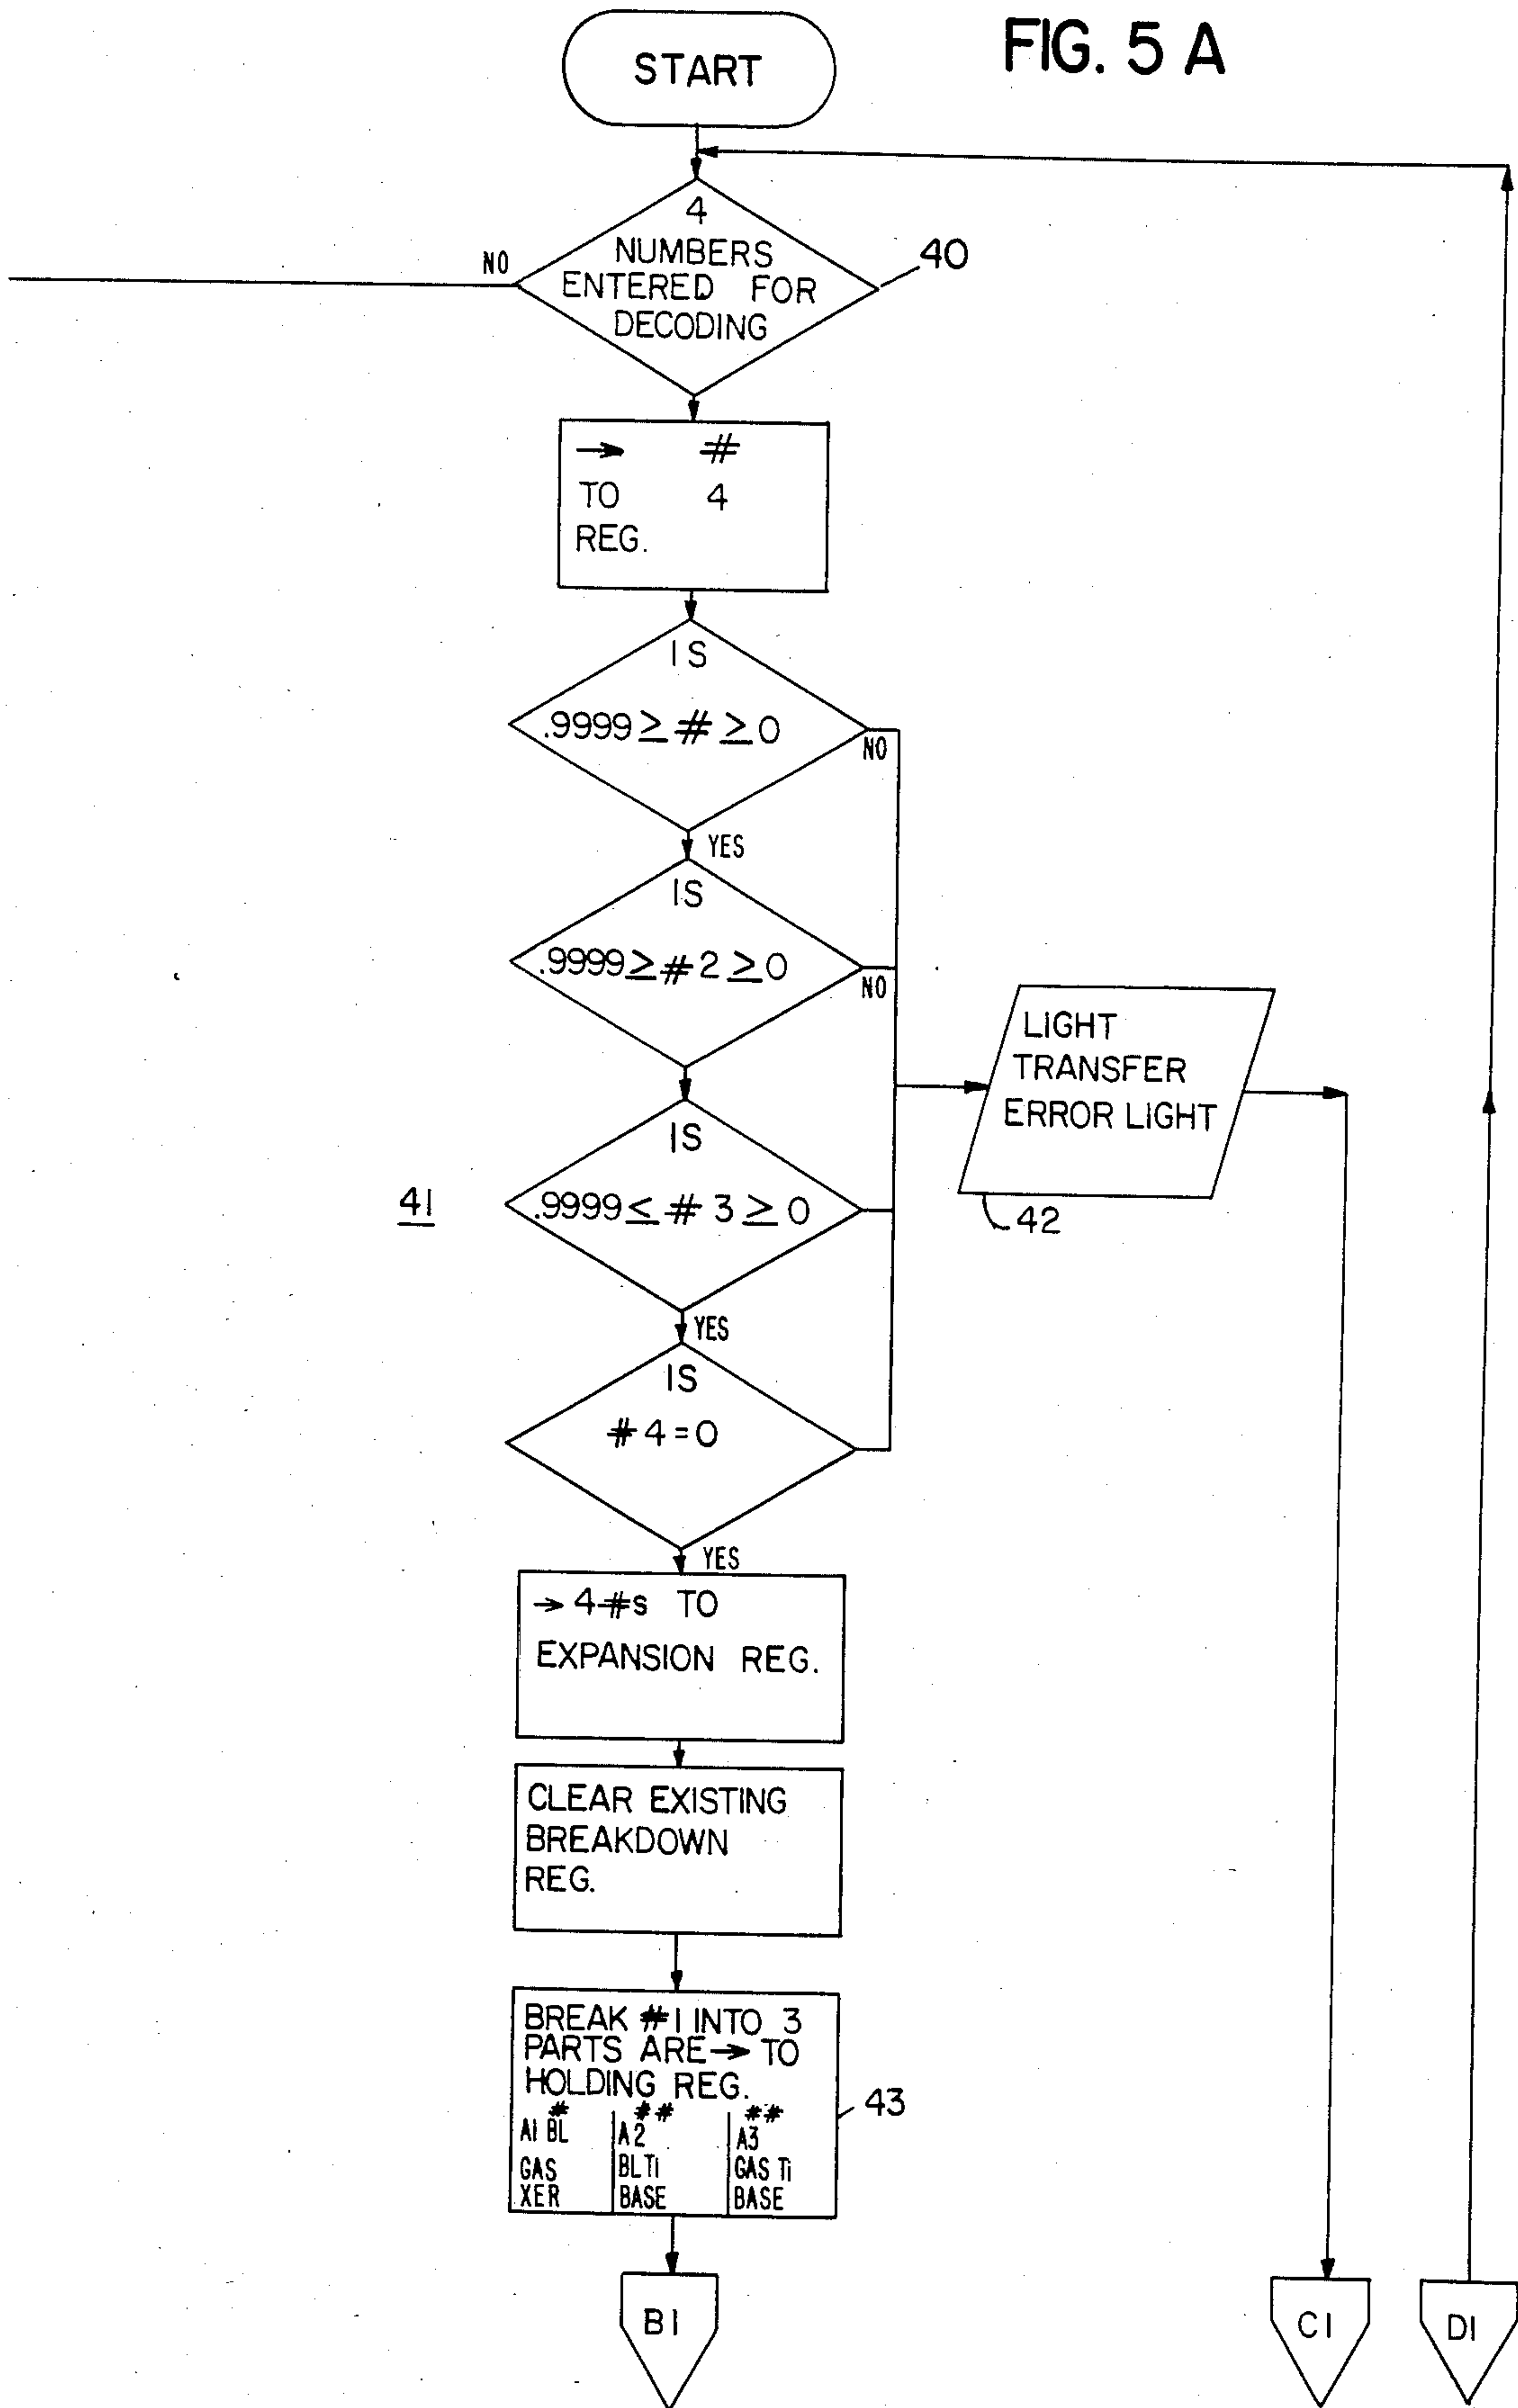 FIG. 5 A
START
4
NUMBERS
ENTERED FOR
DECODING
NO
40
→ #
TO 4
REG.
IS
.9999 ≥ # ≥ 0
NO
YES
IS
.9999 ≥ # 2 ≥ 0
NO
LIGHT
TRANSFER
ERROR LIGHT
42
IS
.9999 ≤ # 3 ≥ 0
41
YES
IS
# 4 = 0
YES
→ 4 #s TO
EXPANSION REG.
CLEAR EXISTING
BREAKDOWN
REG.
BREAK #1 INTO 3
PARTS ARE → TO
HOLDING REG.
43
# ## ##
A1 BL A2 A3
GAS BL Ti GAS Ti
XER BASE BASE
B1
C1
D1